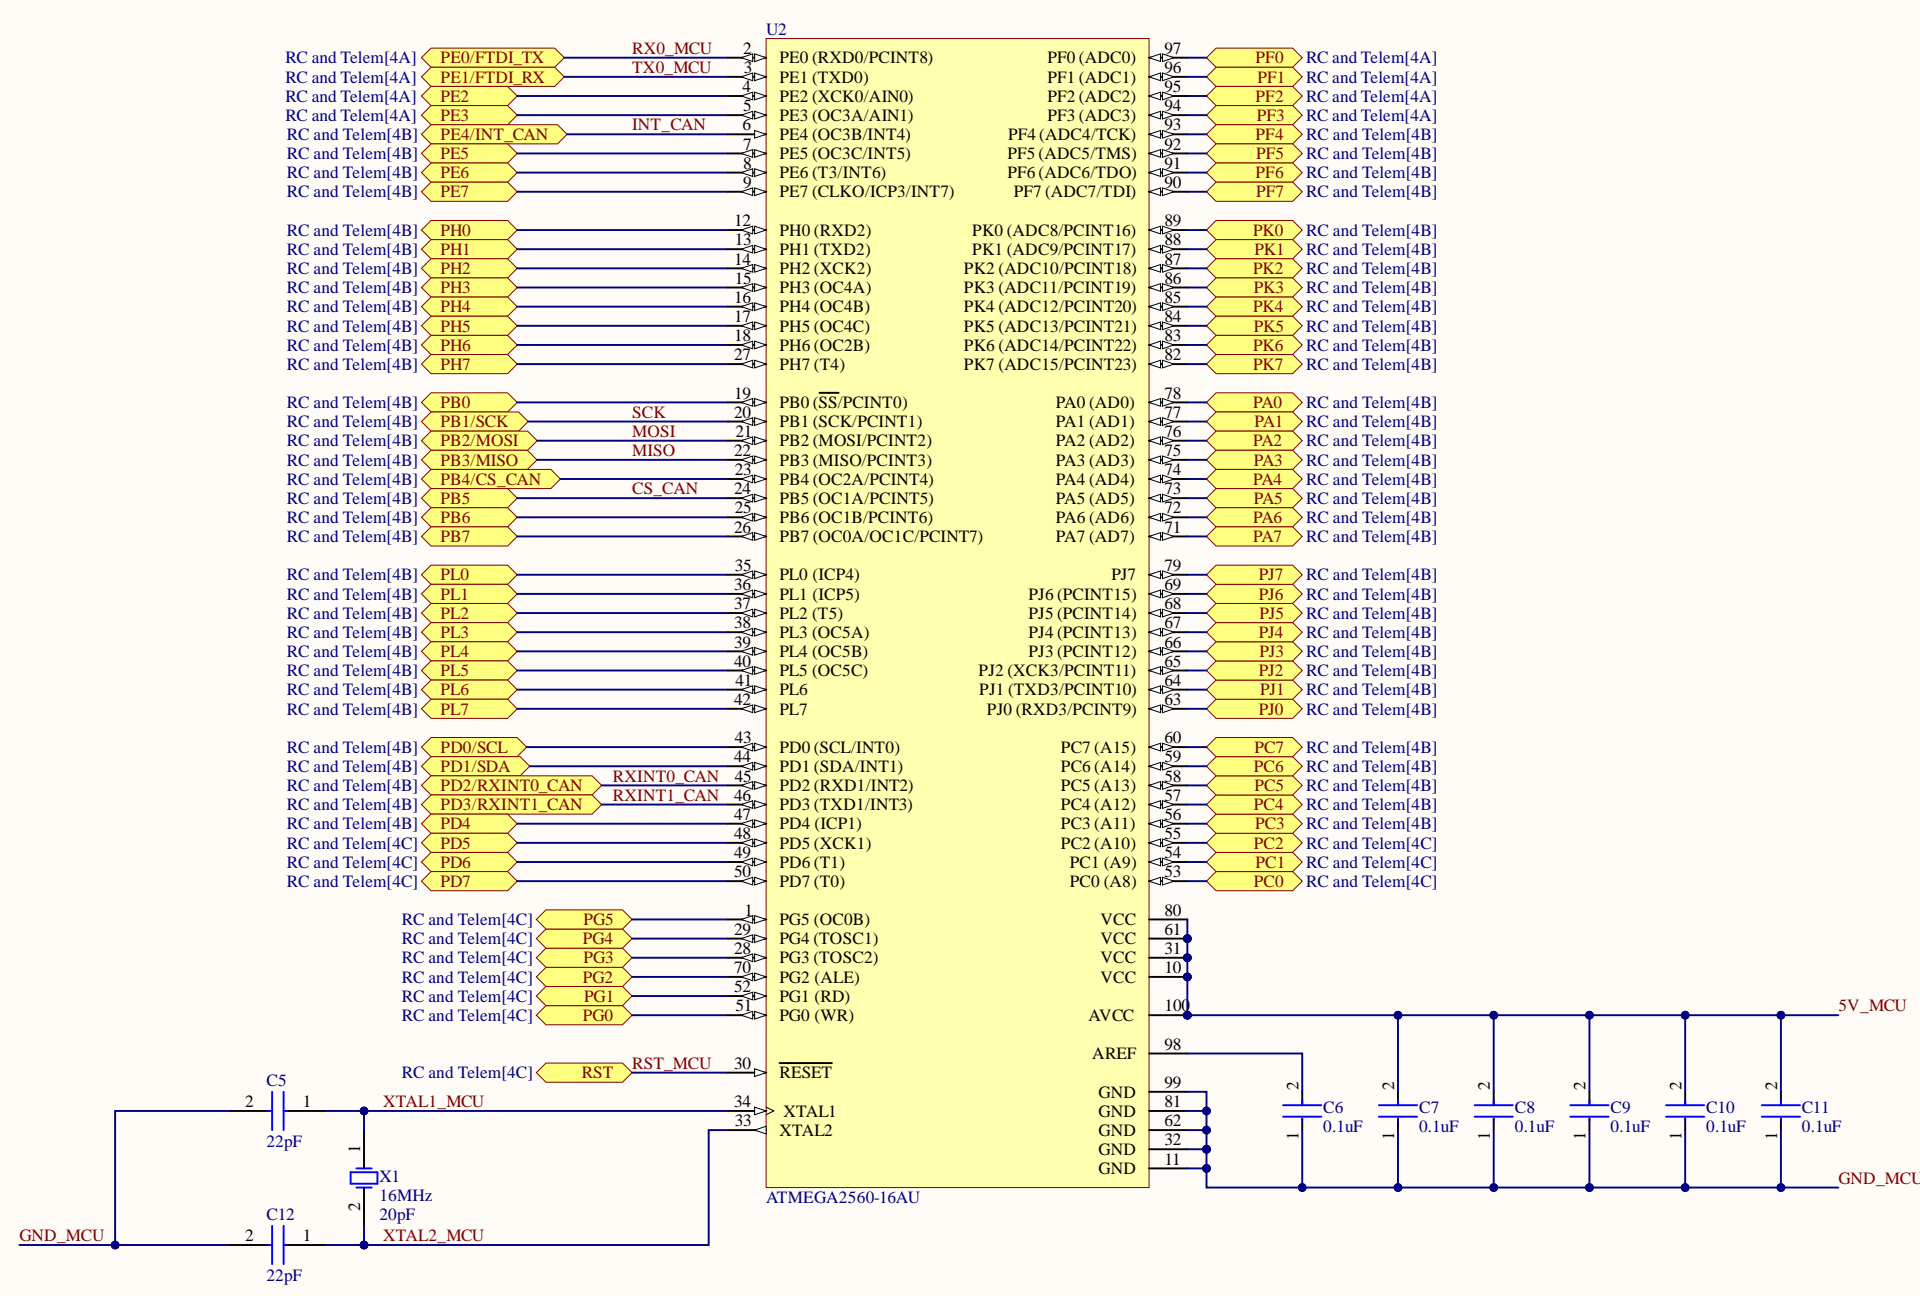 U2
RC and Telem[4A] PE0/FTDI_TX RX0_MCU 2 PE0 (RXD0/PCINT8) PF0 (ADC0) 97 PF0 RC and Telem[4A]
RC and Telem[4A] PE1/FTDI_RX TX0_MCU 3 PE1 (TXD0) PF1 (ADC1) 96 PF1 RC and Telem[4A]
RC and Telem[4A] PE2 4 PE2 (XCK0/AIN0) PF2 (ADC2) 95 PF2 RC and Telem[4A]
RC and Telem[4A] PE3 5 PE3 (OC3A/AIN1) PF3 (ADC3) 94 PF3 RC and Telem[4A]
RC and Telem[4B] PE4/INT_CAN INT_CAN 6 PE4 (OC3B/INT4) PF4 (ADC4/TCK) 93 PF4 RC and Telem[4B]
RC and Telem[4B] PE5 7 PE5 (OC3C/INT5) PF5 (ADC5/TMS) 92 PF5 RC and Telem[4B]
RC and Telem[4B] PE6 8 PE6 (T3/INT6) PF6 (ADC6/TDO) 91 PF6 RC and Telem[4B]
RC and Telem[4B] PE7 9 PE7 (CLKO/ICP3/INT7) PF7 (ADC7/TDI) 90 PF7 RC and Telem[4B]
RC and Telem[4B] PH0 12 PH0 (RXD2) PK0 (ADC8/PCINT16) 89 PK0 RC and Telem[4B]
RC and Telem[4B] PH1 13 PH1 (TXD2) PK1 (ADC9/PCINT17) 88 PK1 RC and Telem[4B]
RC and Telem[4B] PH2 14 PH2 (XCK2) PK2 (ADC10/PCINT18) 87 PK2 RC and Telem[4B]
RC and Telem[4B] PH3 15 PH3 (OC4A) PK3 (ADC11/PCINT19) 86 PK3 RC and Telem[4B]
RC and Telem[4B] PH4 16 PH4 (OC4B) PK4 (ADC12/PCINT20) 85 PK4 RC and Telem[4B]
RC and Telem[4B] PH5 17 PH5 (OC4C) PK5 (ADC13/PCINT21) 84 PK5 RC and Telem[4B]
RC and Telem[4B] PH6 18 PH6 (OC2B) PK6 (ADC14/PCINT22) 83 PK6 RC and Telem[4B]
RC and Telem[4B] PH7 27 PH7 (T4) PK7 (ADC15/PCINT23) 82 PK7 RC and Telem[4B]
RC and Telem[4B] PB0 19 PB0 (SS/PCINT0) PA0 (AD0) 78 PA0 RC and Telem[4B]
RC and Telem[4B] PB1/SCK SCK 20 PB1 (SCK/PCINT1) PA1 (AD1) 77 PA1 RC and Telem[4B]
RC and Telem[4B] PB2/MOSI MOSI 21 PB2 (MOSI/PCINT2) PA2 (AD2) 76 PA2 RC and Telem[4B]
RC and Telem[4B] PB3/MISO MISO 22 PB3 (MISO/PCINT3) PA3 (AD3) 75 PA3 RC and Telem[4B]
RC and Telem[4B] PB4/CS_CAN 23 PB4 (OC2A/PCINT4) PA4 (AD4) 74 PA4 RC and Telem[4B]
RC and Telem[4B] PB5 CS_CAN 24 PB5 (OC1A/PCINT5) PA5 (AD5) 73 PA5 RC and Telem[4B]
RC and Telem[4B] PB6 25 PB6 (OC1B/PCINT6) PA6 (AD6) 72 PA6 RC and Telem[4B]
RC and Telem[4B] PB7 26 PB7 (OC0A/OC1C/PCINT7) PA7 (AD7) 71 PA7 RC and Telem[4B]
RC and Telem[4B] PL0 35 PL0 (ICP4) PJ7 79 PJ7 RC and Telem[4B]
RC and Telem[4B] PL1 36 PL1 (ICP5) PJ6 (PCINT15) 69 PJ6 RC and Telem[4B]
RC and Telem[4B] PL2 37 PL2 (T5) PJ5 (PCINT14) 68 PJ5 RC and Telem[4B]
RC and Telem[4B] PL3 38 PL3 (OC5A) PJ4 (PCINT13) 67 PJ4 RC and Telem[4B]
RC and Telem[4B] PL4 39 PL4 (OC5B) PJ3 (PCINT12) 66 PJ3 RC and Telem[4B]
RC and Telem[4B] PL5 40 PL5 (OC5C) PJ2 (XCK3/PCINT11) 65 PJ2 RC and Telem[4B]
RC and Telem[4B] PL6 41 PL6 PJ1 (TXD3/PCINT10) 64 PJ1 RC and Telem[4B]
RC and Telem[4B] PL7 42 PL7 PJ0 (RXD3/PCINT9) 63 PJ0 RC and Telem[4B]
RC and Telem[4B] PD0/SCL 43 PD0 (SCL/INT0) PC7 (A15) 60 PC7 RC and Telem[4B]
RC and Telem[4B] PD1/SDA 44 PD1 (SDA/INT1) PC6 (A14) 59 PC6 RC and Telem[4B]
RC and Telem[4B] PD2/RXINT0_CAN RXINT0_CAN 45 PD2 (RXD1/INT2) PC5 (A13) 58 PC5 RC and Telem[4B]
RC and Telem[4B] PD3/RXINT1_CAN RXINT1_CAN 46 PD3 (TXD1/INT3) PC4 (A12) 57 PC4 RC and Telem[4B]
RC and Telem[4B] PD4 47 PD4 (ICP1) PC3 (A11) 56 PC3 RC and Telem[4B]
RC and Telem[4C] PD5 48 PD5 (XCK1) PC2 (A10) 55 PC2 RC and Telem[4C]
RC and Telem[4C] PD6 49 PD6 (T1) PC1 (A9) 54 PC1 RC and Telem[4C]
RC and Telem[4C] PD7 50 PD7 (T0) PC0 (A8) 53 PC0 RC and Telem[4C]
RC and Telem[4C] PG5 1 PG5 (OC0B) VCC 80
RC and Telem[4C] PG4 29 PG4 (TOSC1) VCC 61
RC and Telem[4C] PG3 28 PG3 (TOSC2) VCC 31
RC and Telem[4C] PG2 70 PG2 (ALE) VCC 10
RC and Telem[4C] PG1 52 PG1 (RD)
RC and Telem[4C] PG0 51 PG0 (WR) AVCC 100 5V_MCU
AREF 98
RC and Telem[4C] RST RST_MCU 30 RESET
GND 99
C5 2 1 22pF XTAL1_MCU 34 XTAL1 GND 81
33 XTAL2 GND 62
GND 32
GND 11
2 C6 0.1uF 1
2 C7 0.1uF 1
2 C8 0.1uF 1
2 C9 0.1uF 1
2 C10 0.1uF 1
2 C11 0.1uF 1
GND_MCU
1 X1 16MHz 20pF 2
ATMEGA2560-16AU
GND_MCU C12 2 1 22pF XTAL2_MCU